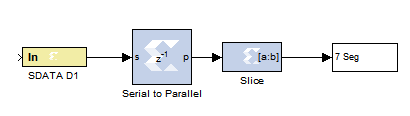 In
SDATA D1
s
z-1
p
Serial to Parallel
[a:b]
Slice
7 Seg